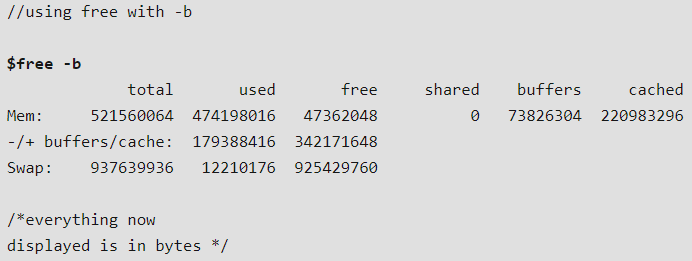 //using free with -b
$free -b
total used free shared buffers cached
Mem: 521560064 474198016 47362048 0 73826304 220983296
-/+ buffers/cache: 179388416 342171648
Swap: 937639936 12210176 925429760
/*everything now
displayed is in bytes */